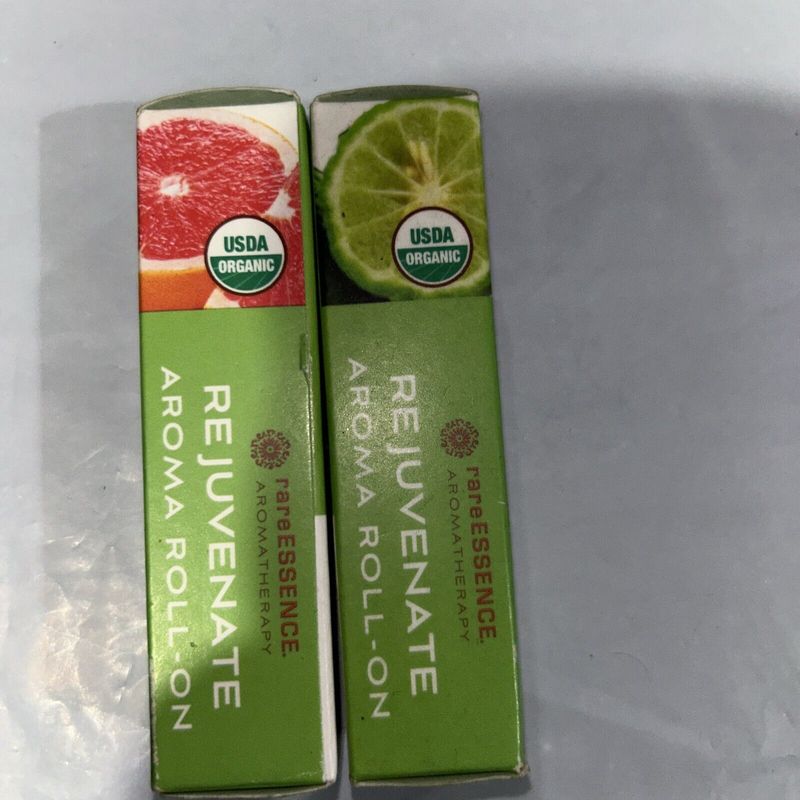 USDA
ORGANIC
rareESSENCE.
AROMATHERAPY
REJUVENATE
AROMA ROLL-ON
USDA
ORGANIC
rareESSENCE.
AROMATHERAPY
REJUVENATE
AROMA ROLL-ON